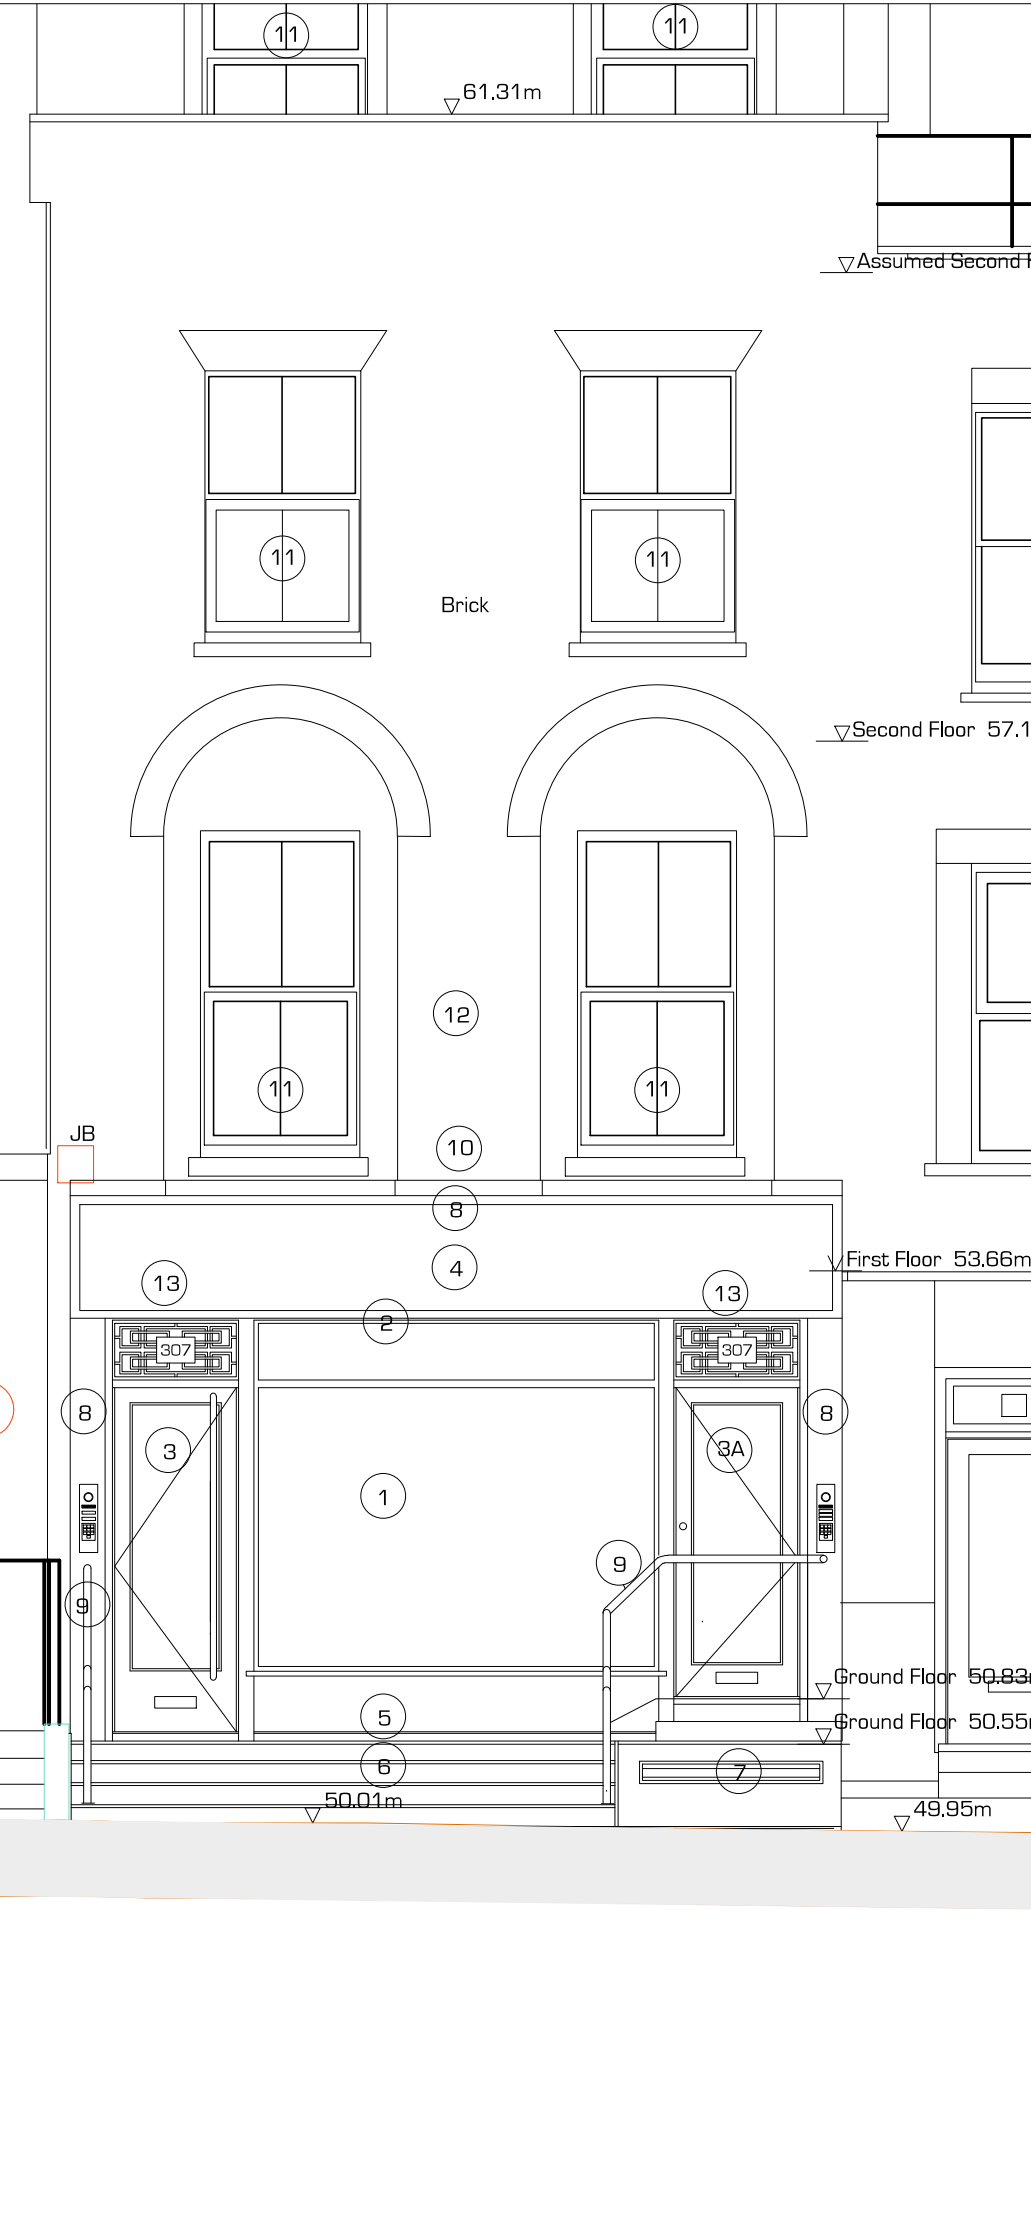 11
11
61.31m
Assumed Second
11
11
Brick
Second Floor 57.1
12
11
11
JB
10
8
4
First Floor 53.66m
13
13
2
307
307
8
8
3
3A
1
9
9
Ground Floor 50.83
5
Ground Floor 50.55
6
7
50.01m
49.95m